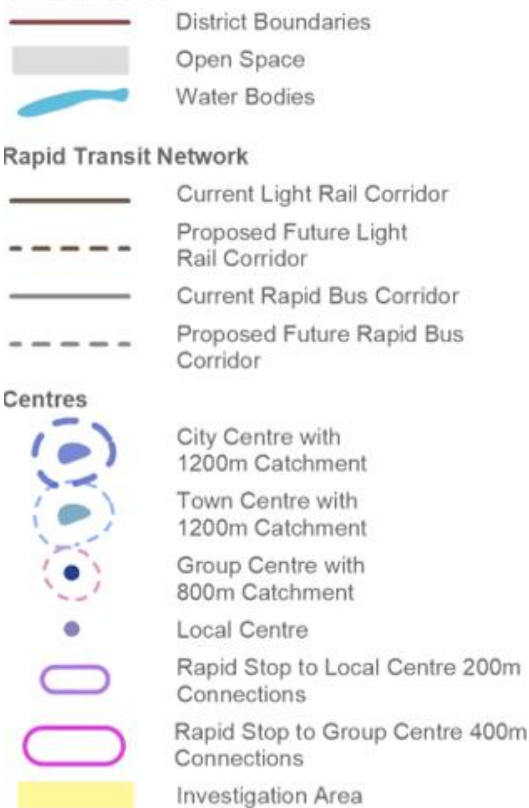 District Boundaries
Open Space
Water Bodies
Rapid Transit Network
Current Light Rail Corridor
Proposed Future Light
Rail Corridor
Current Rapid Bus Corridor
Proposed Future Rapid Bus
Corridor
Centres
City Centre with
1200m Catchment
Town Centre with
1200m Catchment
Group Centre with
800m Catchment
Local Centre
Rapid Stop to Local Centre 200m
Connections
Rapid Stop to Group Centre 400m
Connections
Investigation Area